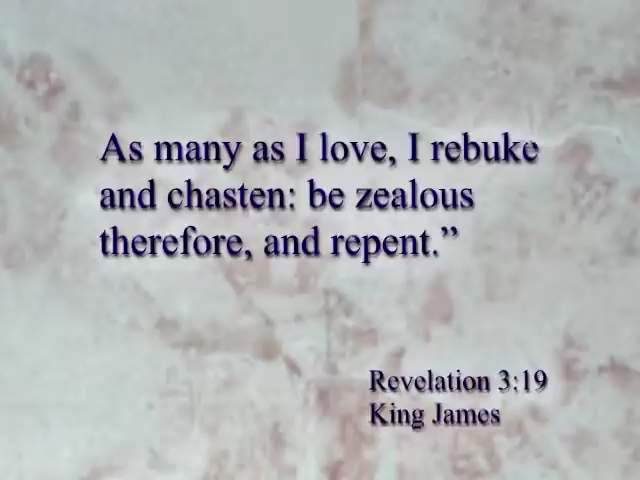 As many as I love, I rebuke
and chasten: be zealous
therefore, and repent.”
Revelation 3:19
King James